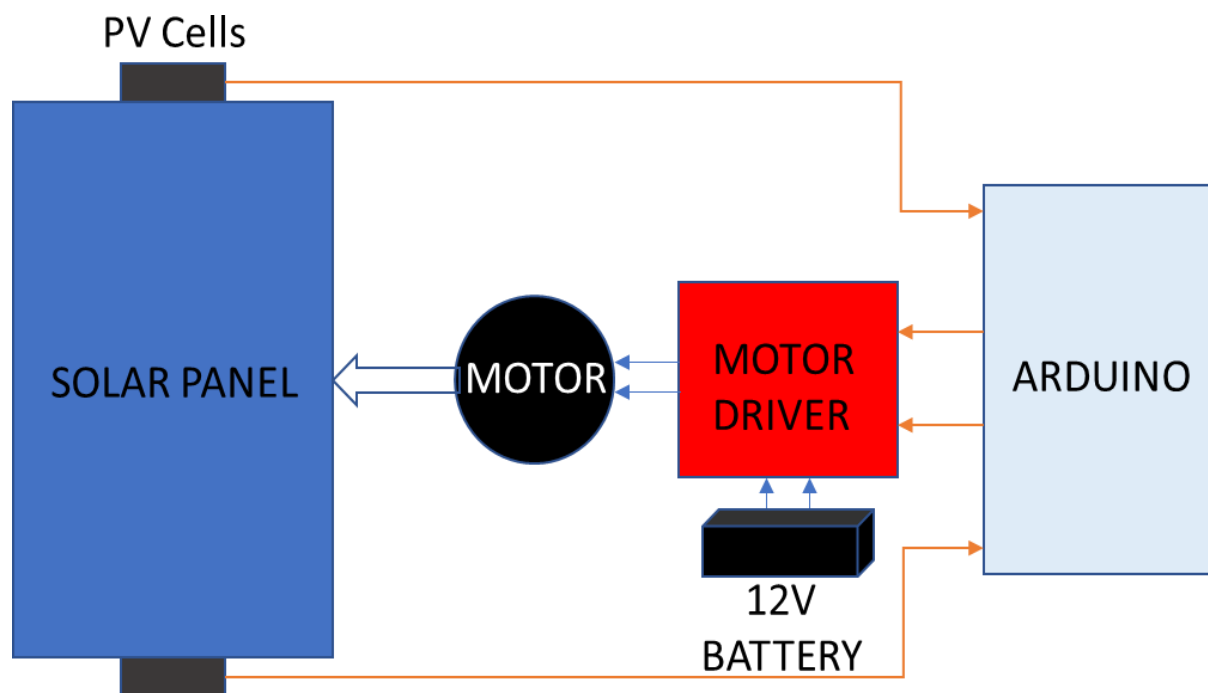 PV Cells
SOLAR PANEL
MOTOR
MOTOR
DRIVER
ARDUINO
12V
BATTERY